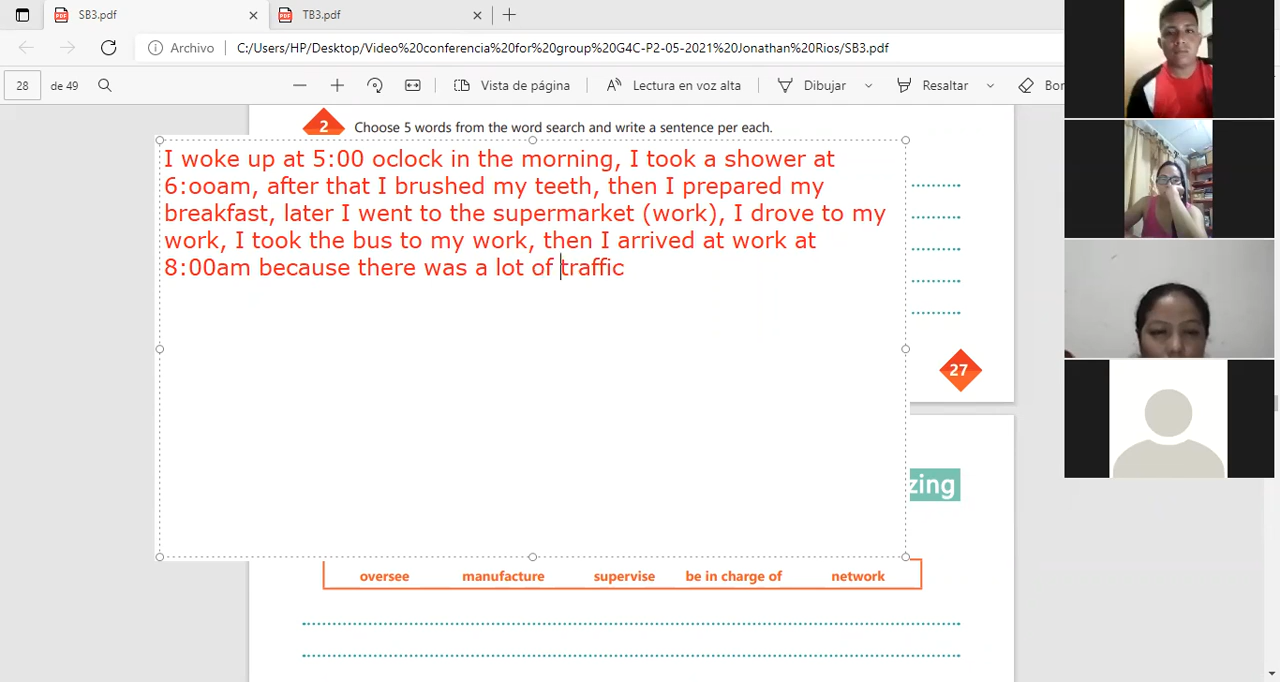 SB3.pdf
TB3.pdf
Archivo
C:/Users/HP/Desktop/Video%20conferencia%20for%20group%20G4C-P2-05-2021%20Jonathan%20Rios/SB3.pdf
28
de 49
Vista de página
Lectura en voz alta
Dibujar
Resaltar
Bor
2
Choose 5 words from the word search and write a sentence per each.
I woke up at 5:00 oclock in the morning, I took a shower at
6:ooam, after that I brushed my teeth, then I prepared my
breakfast, later I went to the supermarket (work), I drove to my
work, I took the bus to my work, then I arrived at work at
8:00am because there was a lot of traffic
27
zing
oversee manufacture supervise be in charge of network